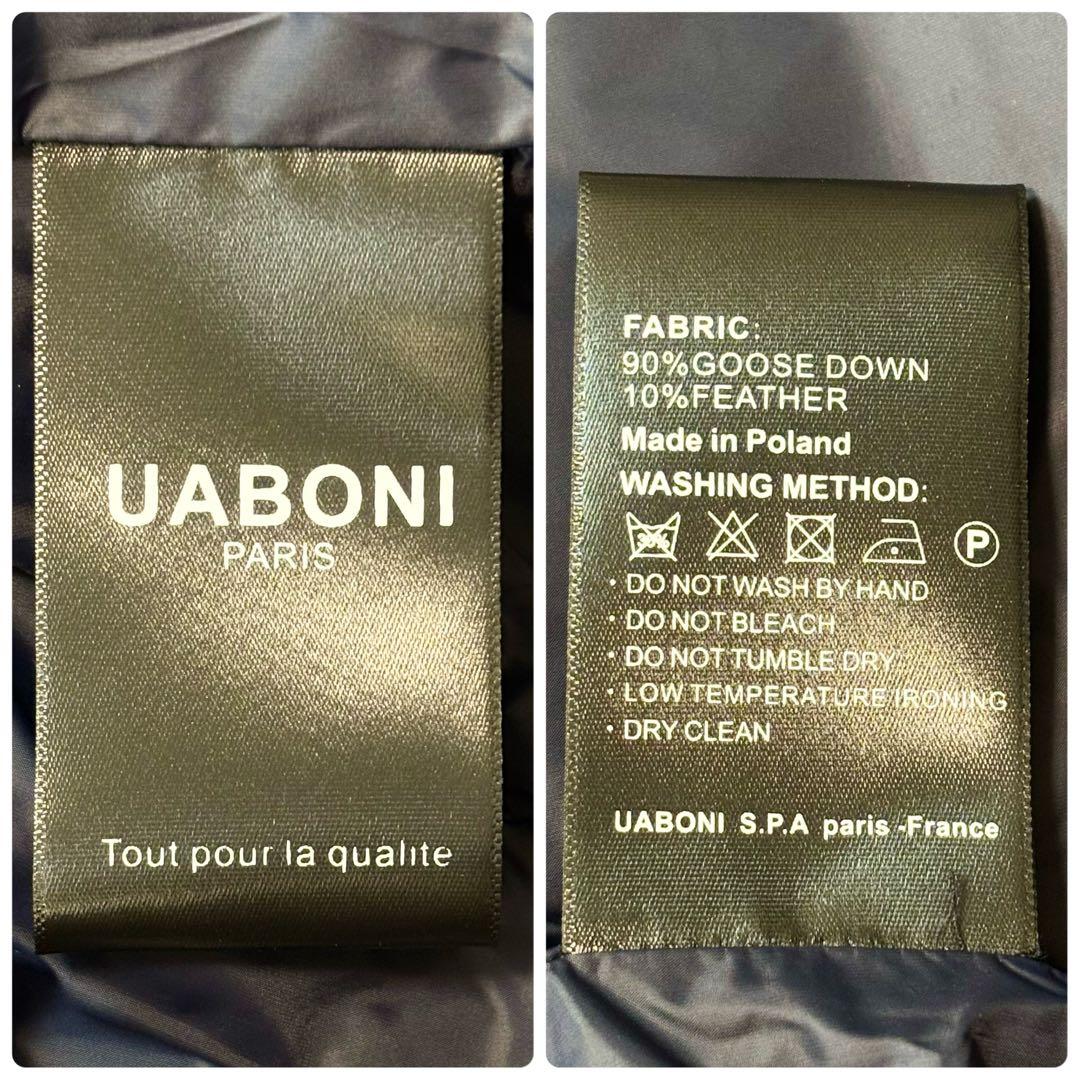 UABONI
PARIS
Tout pour la qualite
FABRIC:
90%GOOSE DOWN
10%FEATHER
Made in Poland
WASHING METHOD:
P
· DO NOT WASH BY HAND
· DO NOT BLEACH
· DO NOT TUMBLE DRY
· LOW TEMPERATURE IRONING
· DRY CLEAN
UABONI S.P.A paris -France